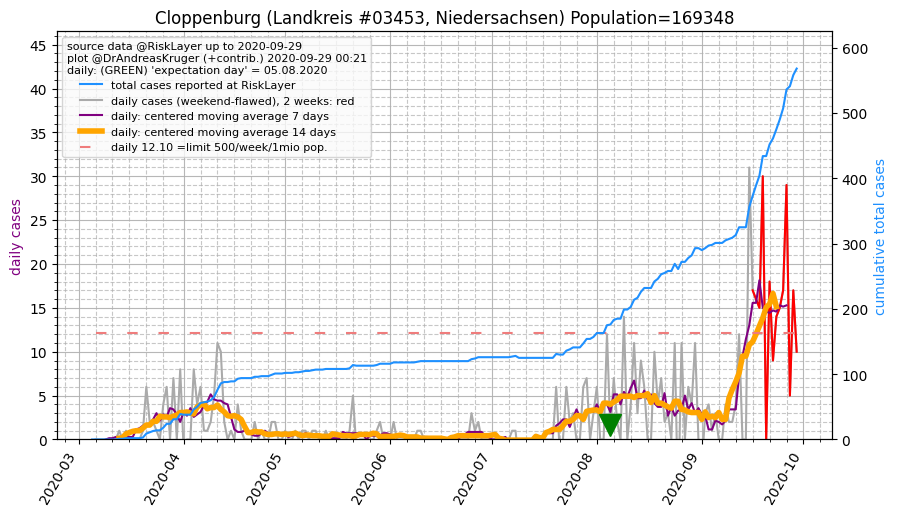 Cloppenburg (Landkreis #03453, Niedersachsen) Population=169348
source data @RiskLayer up to 2020-09-29
plot @DrAndreasKruger (+contrib.) 2020-09-29 00:21
daily: (GREEN) 'expectation day' = 05.08.2020
total cases reported at RiskLayer
daily cases (weekend-flawed), 2 weeks: red
daily: centered moving average 7 days
daily: centered moving average 14 days
daily 12.10 =limit 500/week/1mio pop.
daily cases
45
40
35
30
25
20
15
10
5
0
cumulative total cases
600
500
400
300
200
100
0
2020-03
2020-04
2020-05
2020-06
2020-07
2020-08
2020-09
2020-10